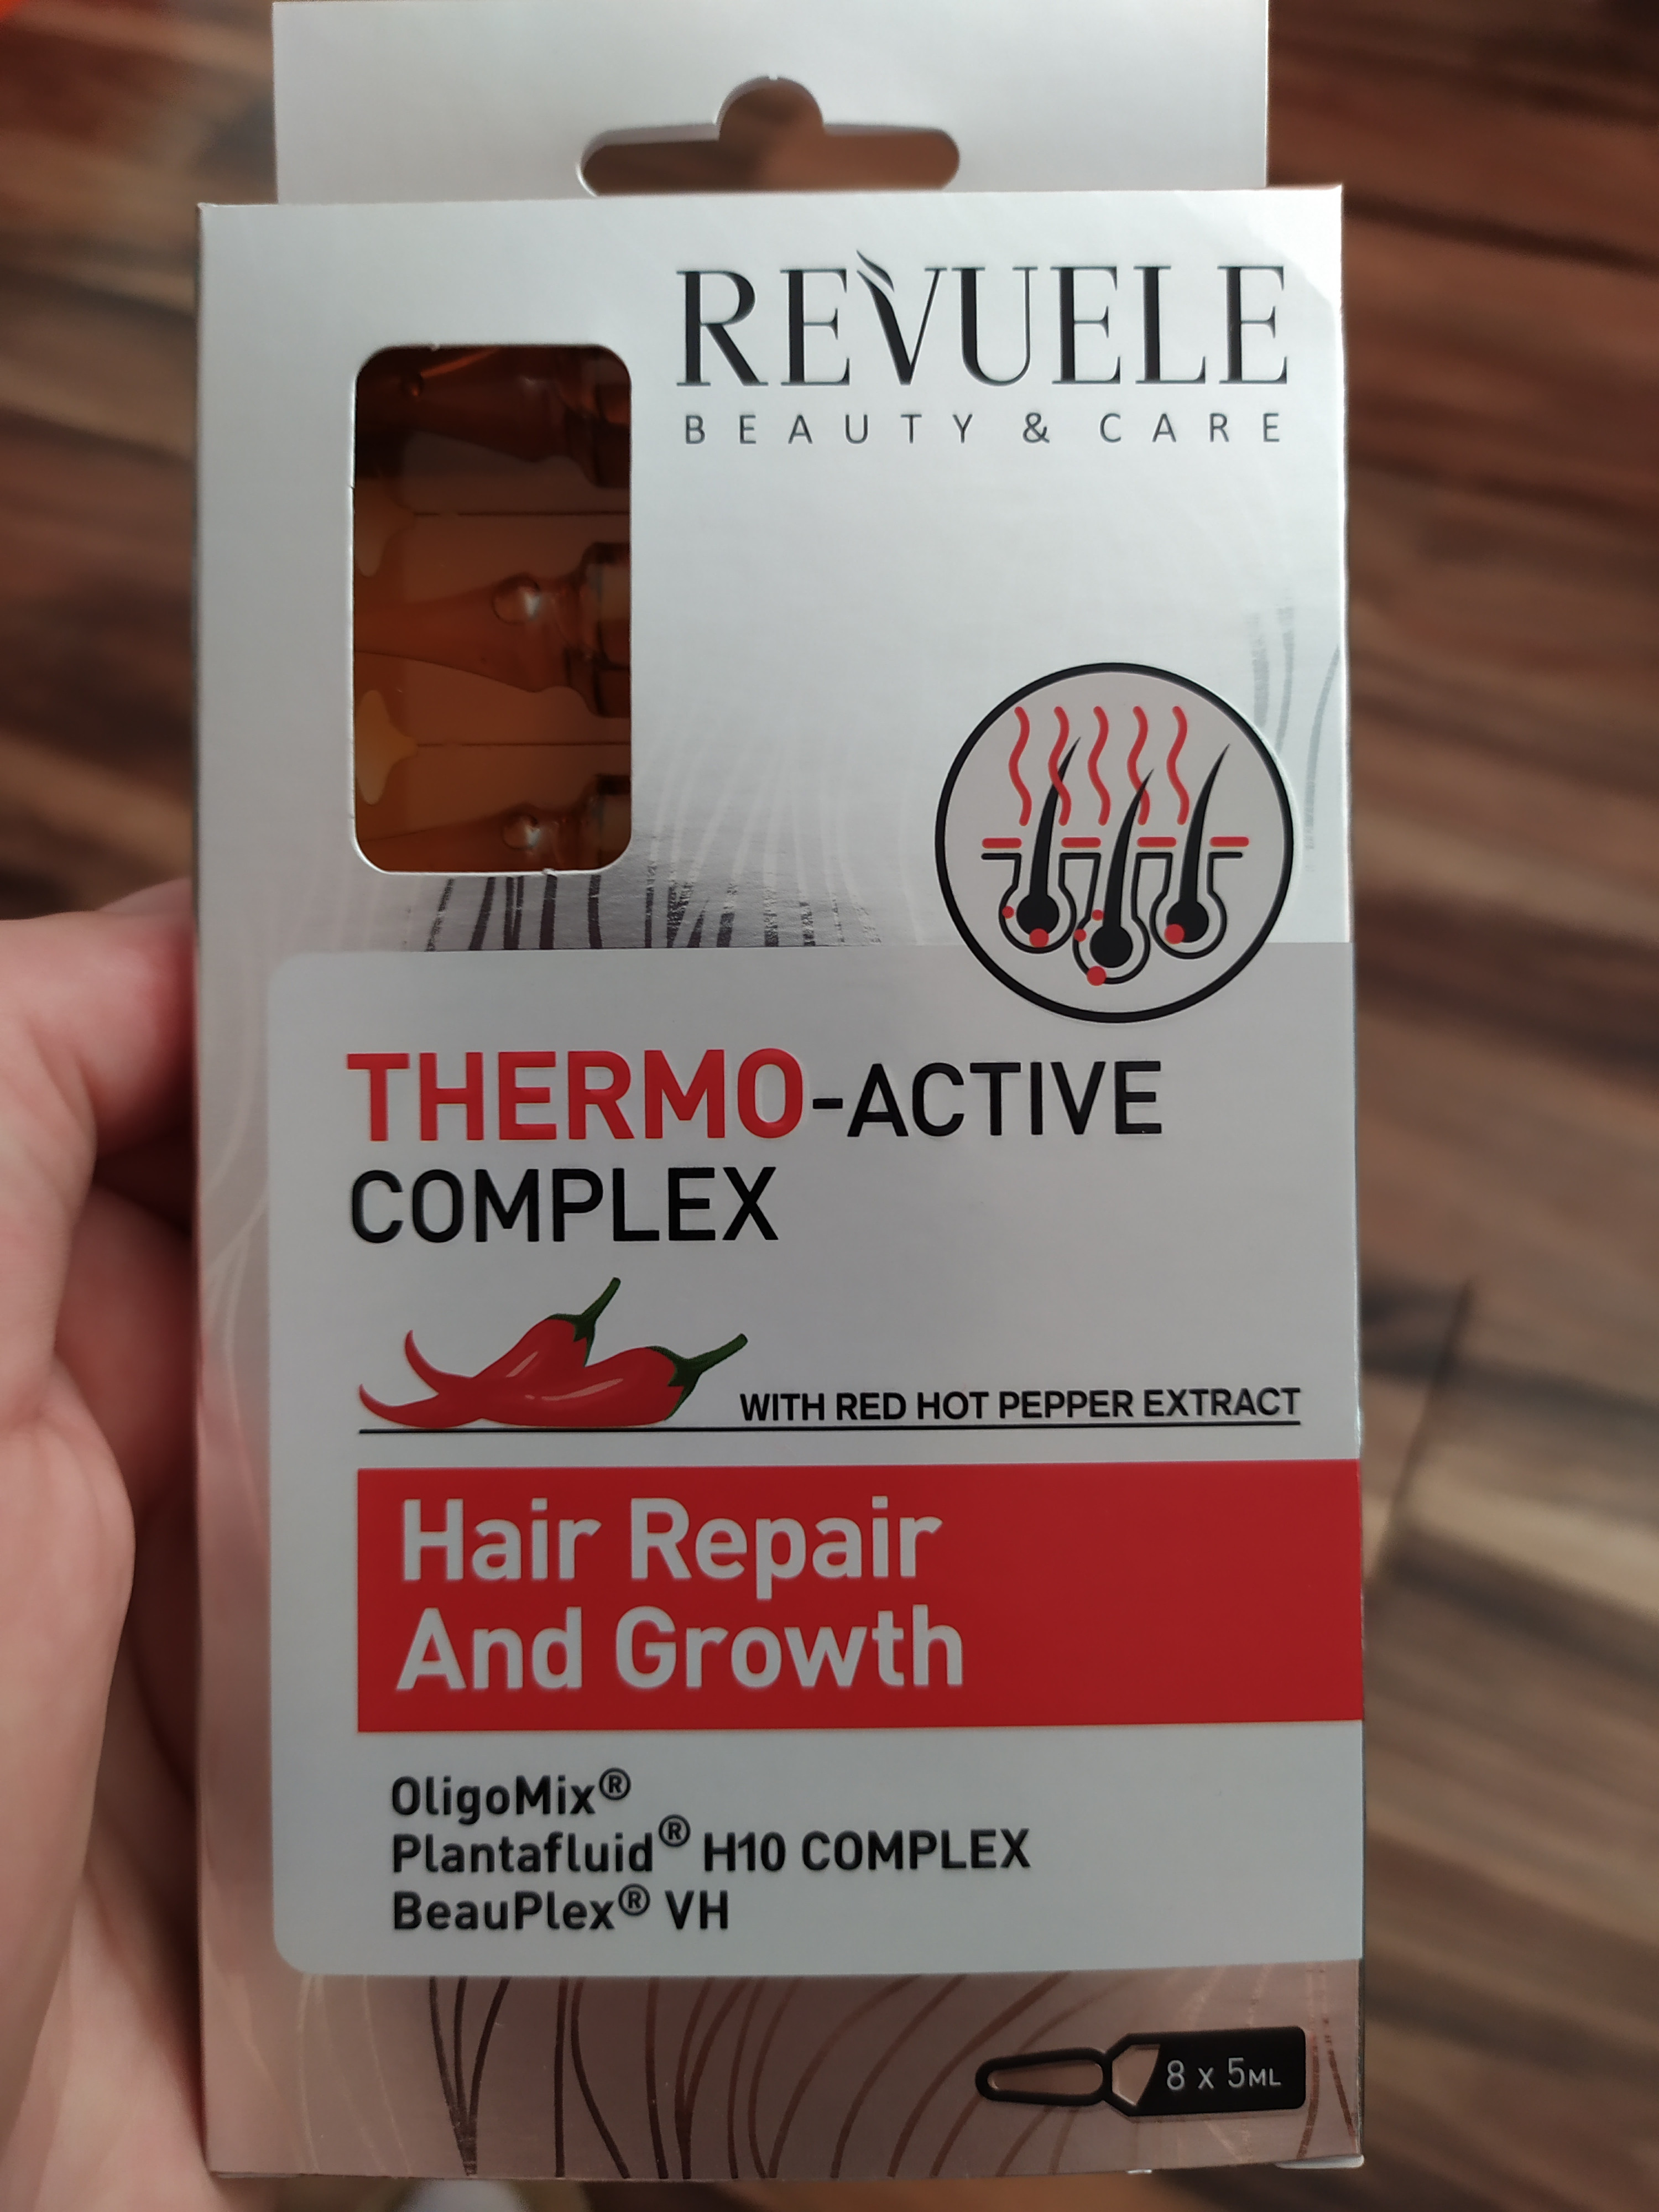 REVUELE
BEAUTY & CARE
THERMO-ACTIVE
COMPLEX
WITH RED HOT PEPPER EXTRACT
Hair Repair
And Growth
OligoMix®
Plantafluid® H10 COMPLEX
BeauPlex® VH
8 x 5ML